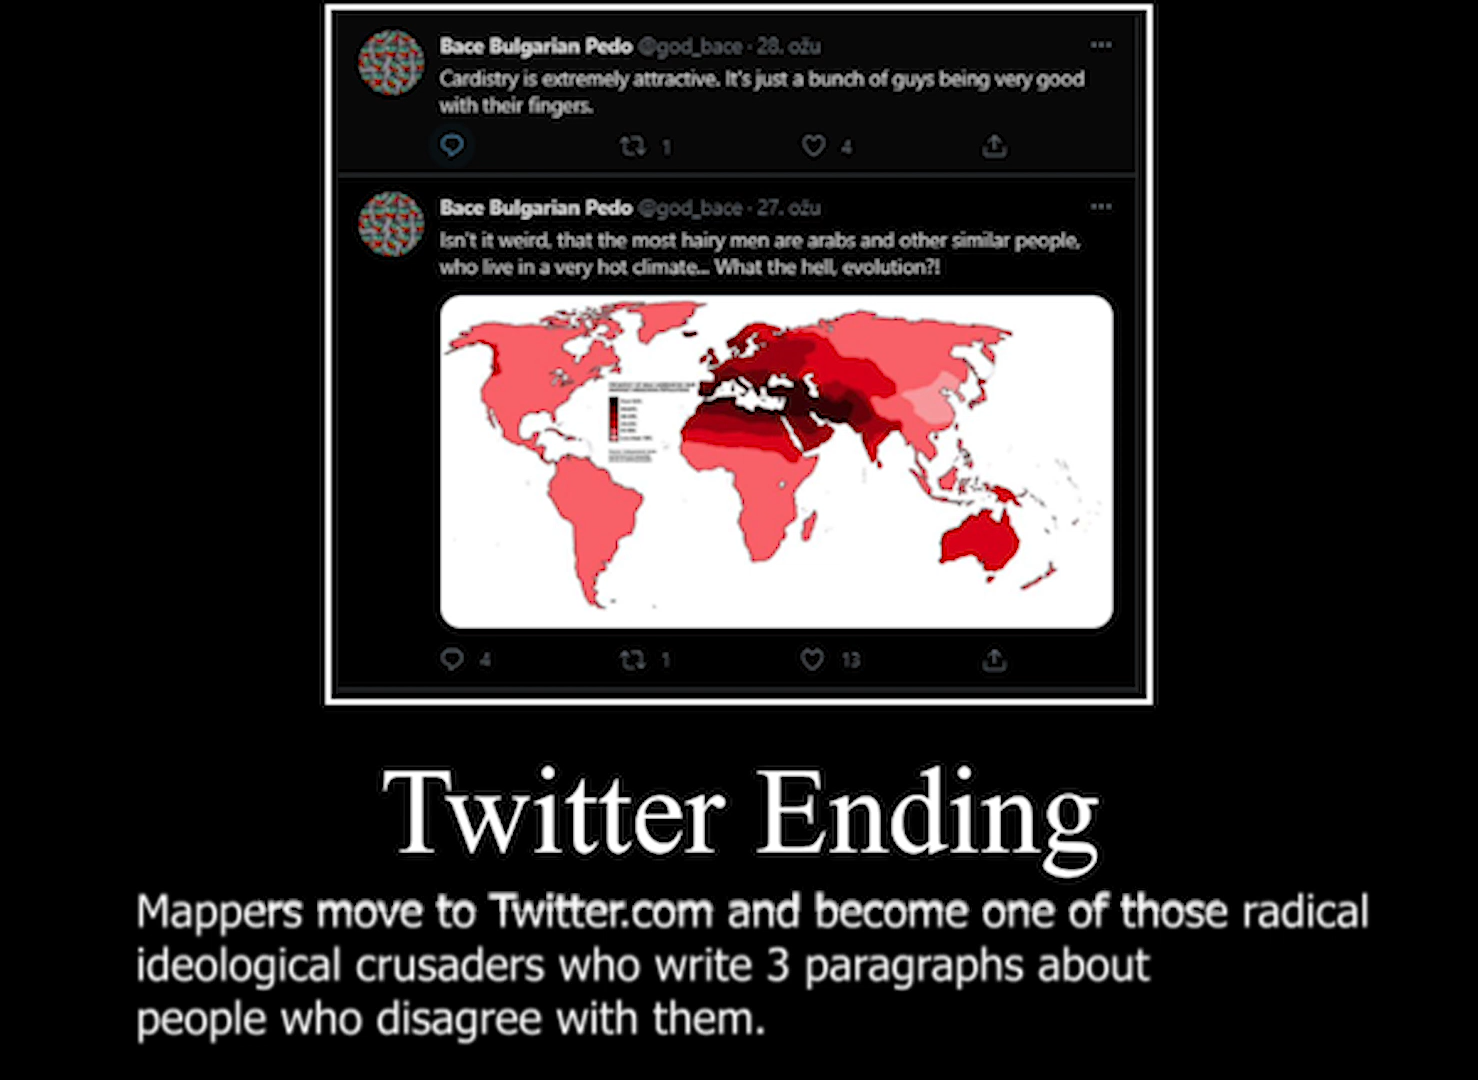 Bace Bulgarian Pedo @god_bace · 28. ožu
Cardistry is extremely attractive. It's just a bunch of guys being very good
with their fingers.
1 4
Bace Bulgarian Pedo @god_bace · 27. ožu
Isn't it weird, that the most hairy men are arabs and other similar people,
who live in a very hot climate... What the hell, evolution?!
4 1 13
Twitter Ending
Mappers move to Twitter.com and become one of those radical
ideological crusaders who write 3 paragraphs about
people who disagree with them.